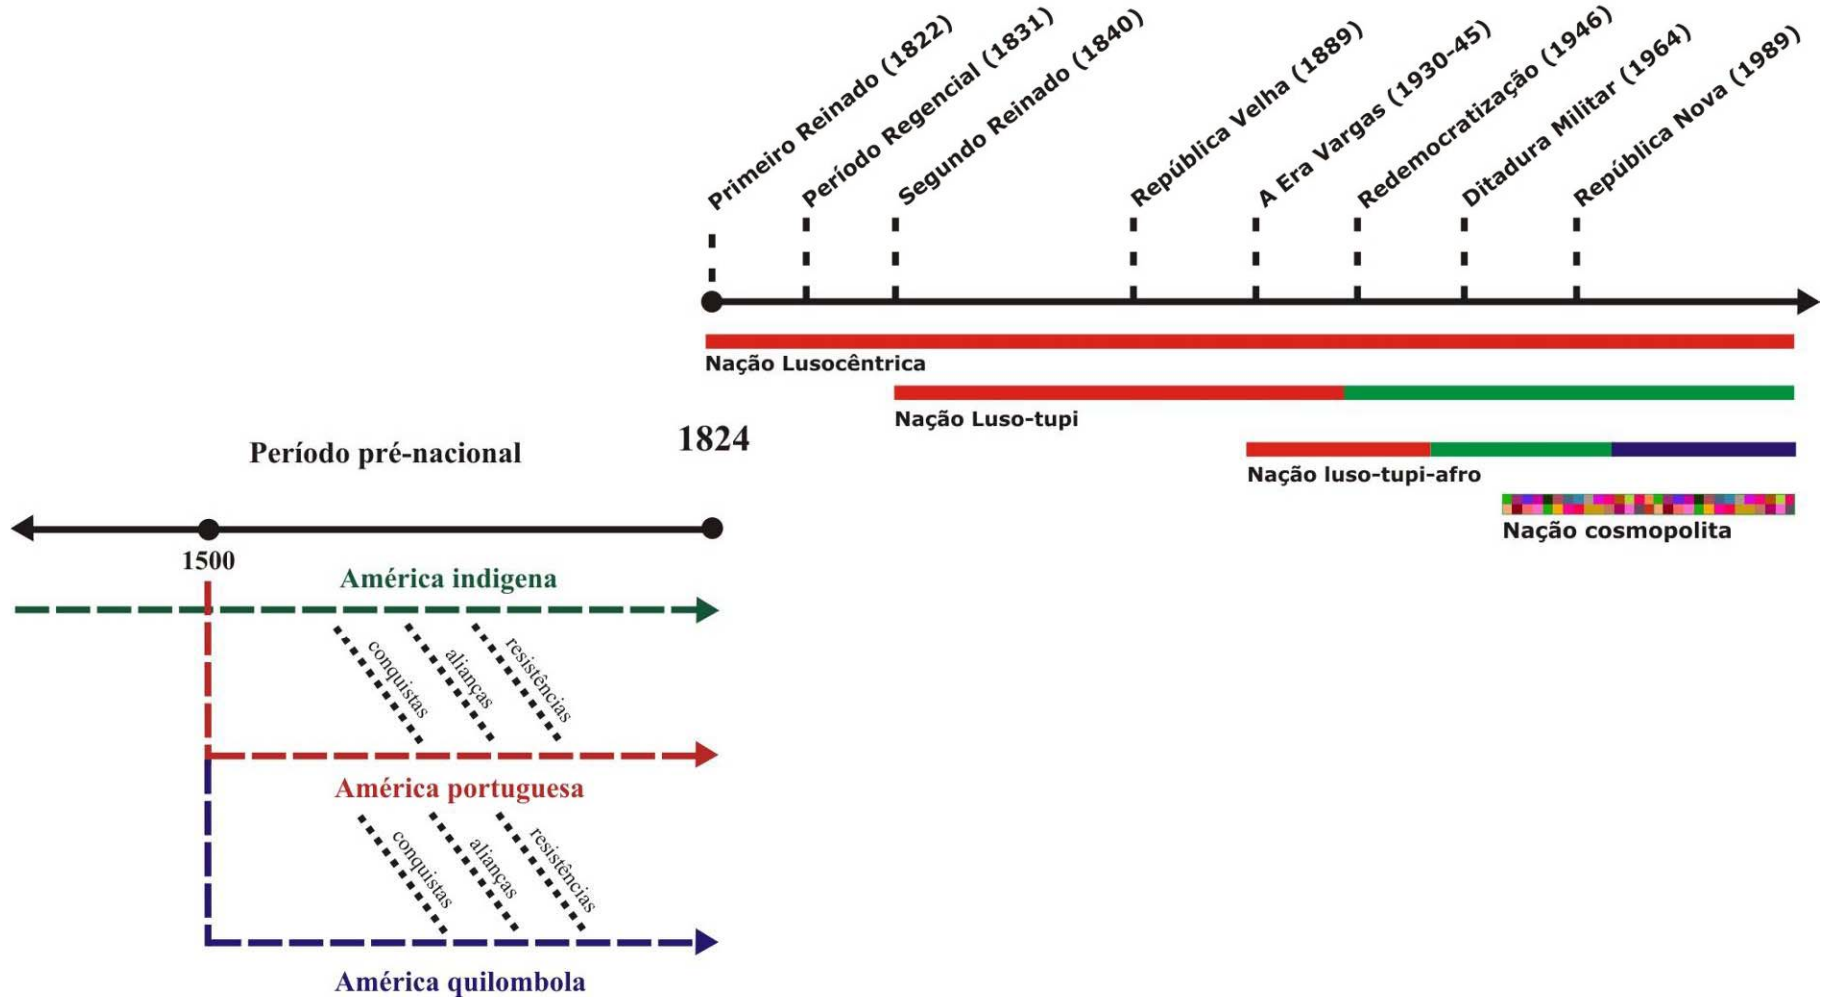 Primeiro Reinado (1822)
Período Regencial (1831)
Segundo Reinado (1840)
República Velha (1889)
A Era Vargas (1930-45)
Redemocratização (1946)
Ditadura Militar (1964)
República Nova (1989)
Nação Lusocêntrica
Nação Luso-tupi
Nação luso-tupi-afro
Nação cosmopolita
Período pré-nacional
1824
1500
América indigena
conquistas
alianças
resistências
América portuguesa
conquistas
alianças
resistências
América quilombola